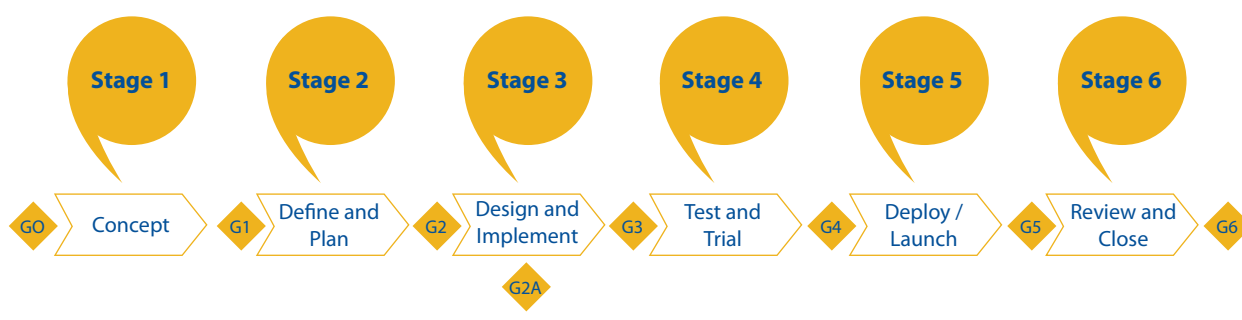 Stage 1
Stage 2
Stage 3
Stage 4
Stage 5
Stage 6
GO
Concept
G1
Define and
Plan
G2
Design and
Implement
G3
Test and
Trial
G4
Deploy /
Launch
G5
Review and
Close
G6
G2A